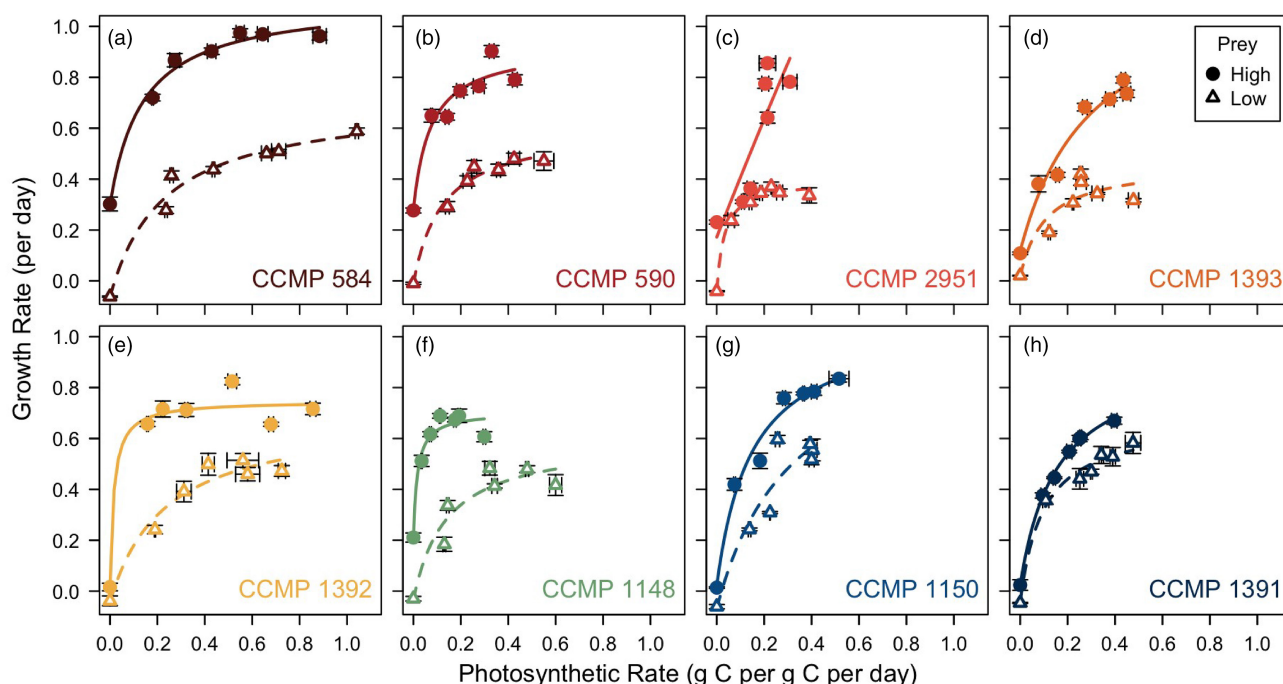 Growth Rate (per day)
1.0
0.8
0.6
0.4
0.2
0.0
(a)
CCMP 584
(b)
CCMP 590
(c)
CCMP 2951
(d)
Prey
High
Low
CCMP 1393
1.0
0.8
0.6
0.4
0.2
0.0
(e)
CCMP 1392
(f)
CCMP 1148
(g)
CCMP 1150
(h)
CCMP 1391
0.0 0.2 0.4 0.6 0.8 1.0
0.0 0.2 0.4 0.6 0.8 1.0
0.0 0.2 0.4 0.6 0.8 1.0
0.0 0.2 0.4 0.6 0.8 1.0
Photosynthetic Rate (g C per g C per day)